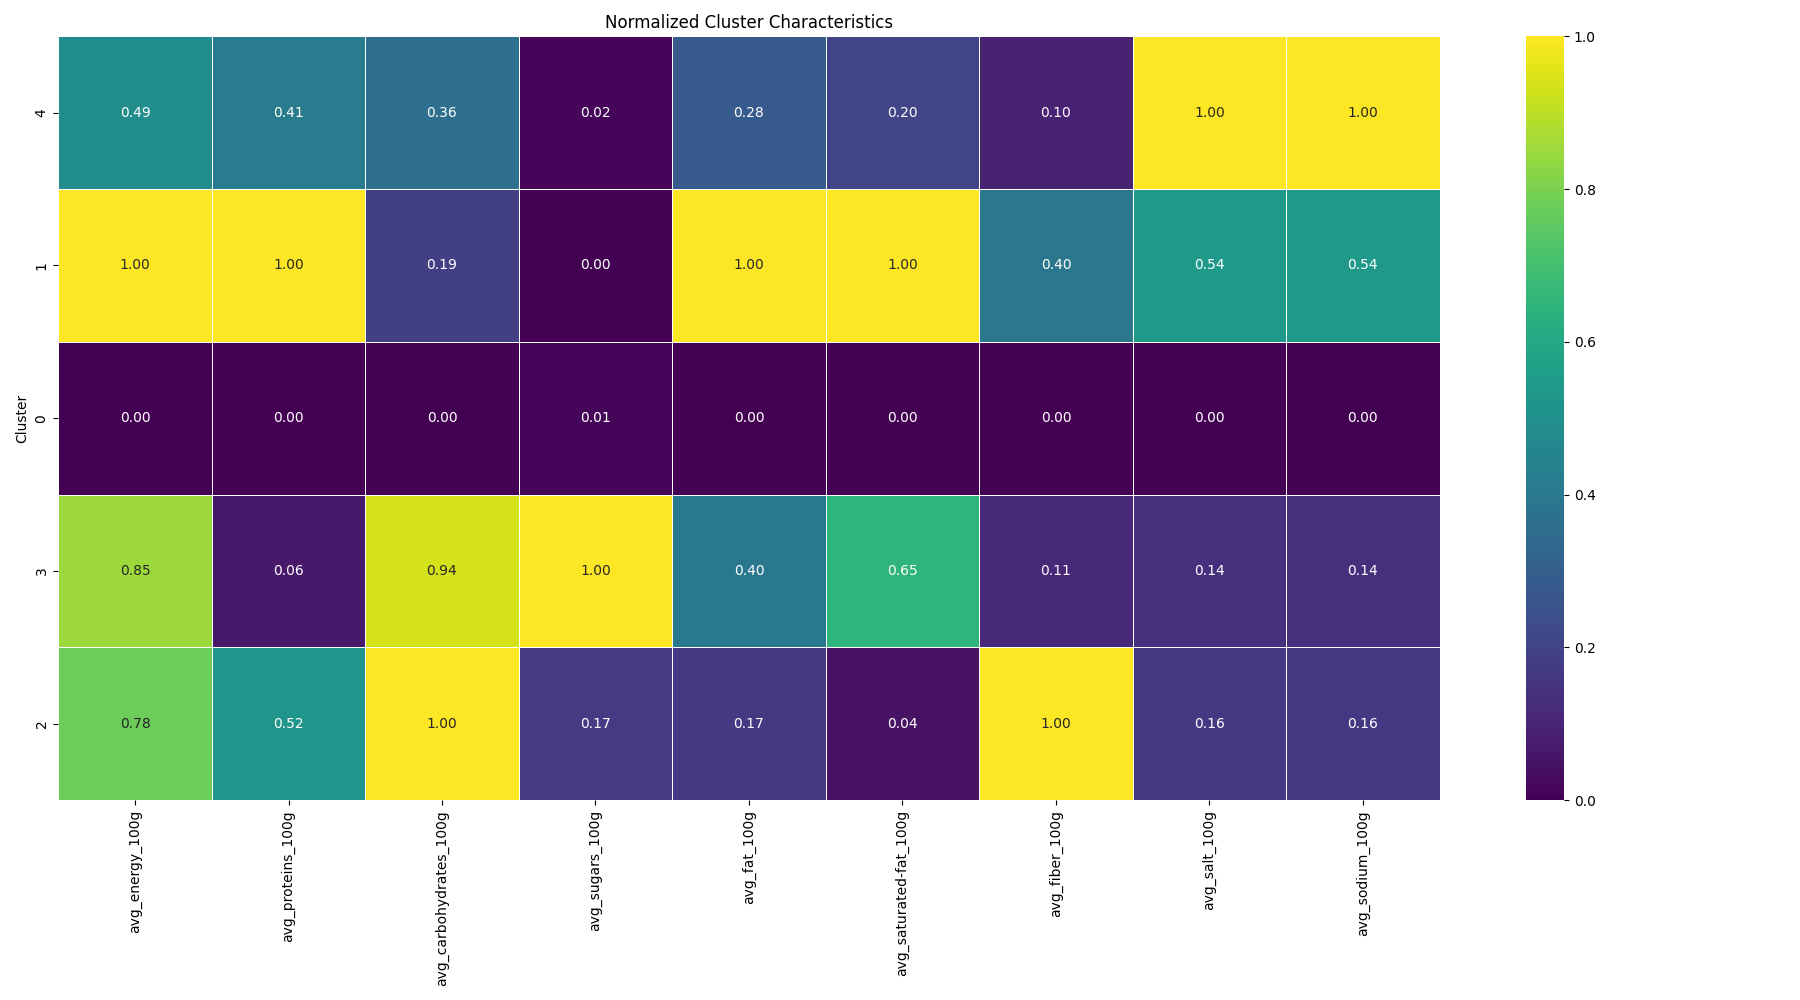 Normalized Cluster Characteristics
4 0.49 0.41 0.36 0.02 0.28 0.20 0.10 1.00 1.00
1 1.00 1.00 0.19 0.00 1.00 1.00 0.40 0.54 0.54
0 0.00 0.00 0.00 0.01 0.00 0.00 0.00 0.00 0.00
3 0.85 0.06 0.94 1.00 0.40 0.65 0.11 0.14 0.14
2 0.78 0.52 1.00 0.17 0.17 0.04 1.00 0.16 0.16
Cluster
avg_energy_100g
avg_proteins_100g
avg_carbohydrates_100g
avg_sugars_100g
avg_fat_100g
avg_saturated-fat_100g
avg_fiber_100g
avg_salt_100g
avg_sodium_100g
1.0
0.8
0.6
0.4
0.2
0.0